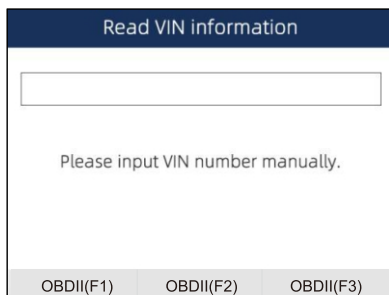 Read VIN information
Please input VIN number manually.
OBDII(F1) OBDII(F2) OBDII(F3)